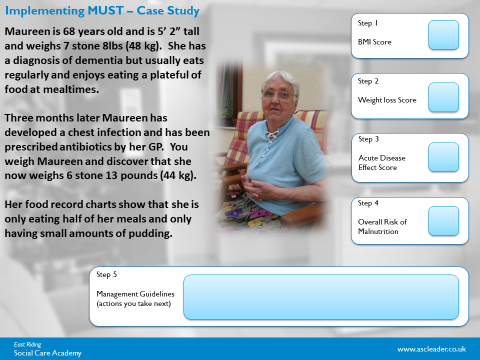 Implementing MUST – Case Study
Maureen is 68 years old and is 5’ 2” tall
and weighs 7 stone 8lbs (48 kg).  She has
a diagnosis of dementia but usually eats
regularly and enjoys eating a plateful of
food at mealtimes.
Three months later Maureen has
developed a chest infection and has been
prescribed antibiotics by her GP.  You
weigh Maureen and discover that she
now weighs 6 stone 13 pounds (44 kg).
Her food record charts show that she is
only eating half of her meals and only
having small amounts of pudding.
Step 1
BMI Score
Step 2
Weight loss Score
Step 3
Acute Disease
Effect Score
Step 4
Overall Risk of
Malnutrition
Step 5
Management Guidelines
(actions you take next)
East Riding
Social Care Academy
www.ascleader.co.uk